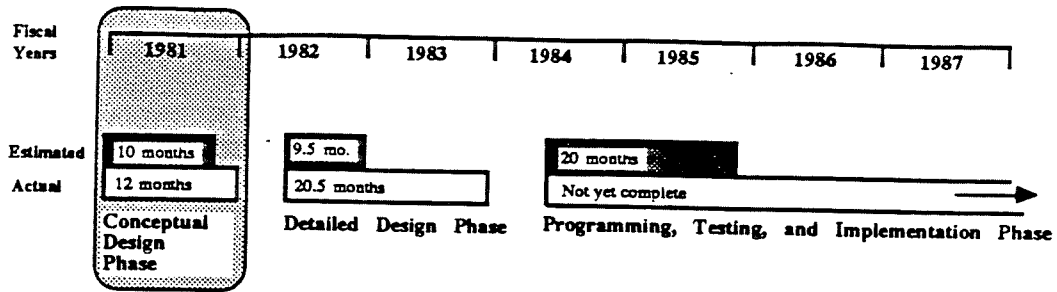 Fiscal
Years
1981 1982 1983 1984 1985 1986 1987
Estimated
10 months 9.5 mo. 20 months
Actual
12 months 20.5 months Not yet complete
Conceptual
Design
Phase
Detailed Design Phase
Programming, Testing, and Implementation Phase